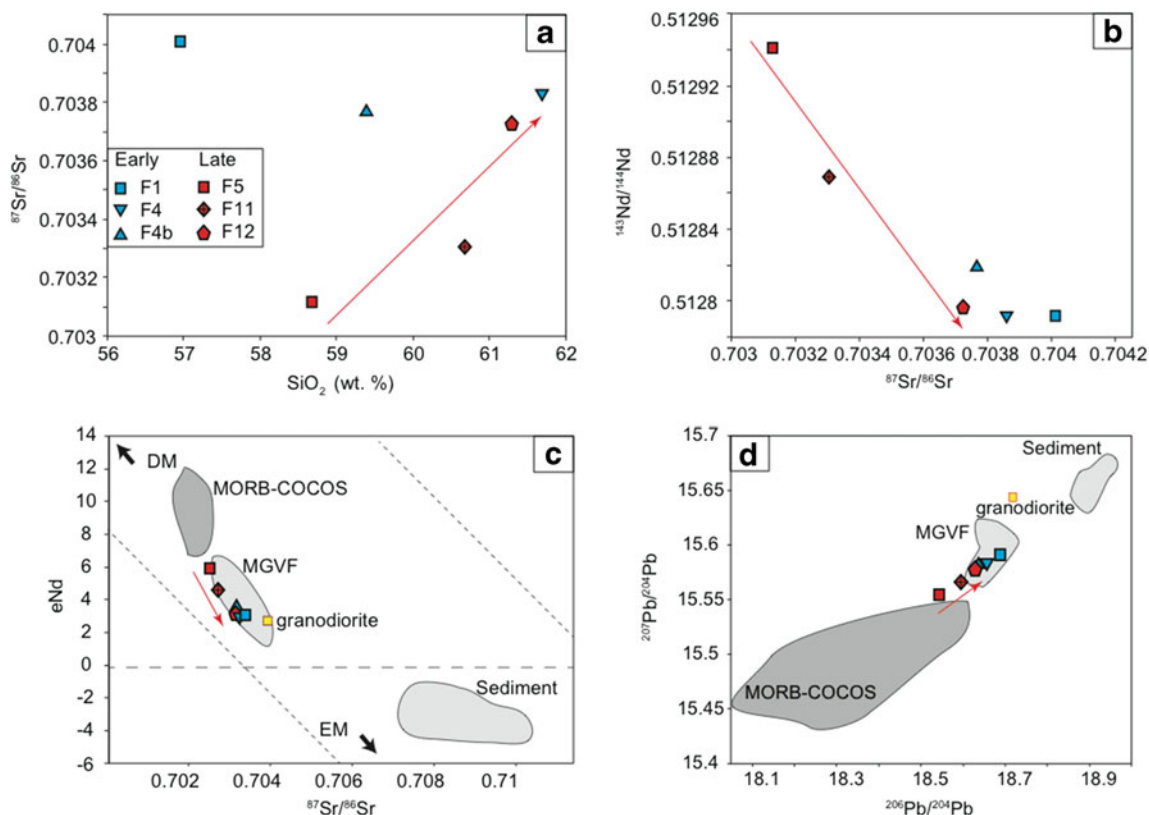 a
0.704
0.7038
0.7036
0.7034
0.7032
0.703
⁸⁷Sr/⁸⁶Sr
Early Late
F1 F5
F4 F11
F4b F12
56 57 58 59 60 61 62
SiO₂ (wt. %)
b
0.51296
0.51292
0.51288
0.51284
0.5128
¹⁴³Nd/¹⁴⁴Nd
0.703 0.7032 0.7034 0.7036 0.7038 0.704 0.7042
⁸⁷Sr/⁸⁶Sr
c
14
12
10
8
6
4
2
0
-2
-4
-6
eNd
DM
MORB-COCOS
MGVF
granodiorite
Sediment
EM
0.702 0.704 0.706 0.708 0.71
⁸⁷Sr/⁸⁶Sr
d
15.7
15.65
15.6
15.55
15.5
15.45
15.4
²⁰⁷Pb/²⁰⁴Pb
Sediment
granodiorite
MGVF
MORB-COCOS
18.1 18.3 18.5 18.7 18.9
²⁰⁶Pb/²⁰⁴Pb